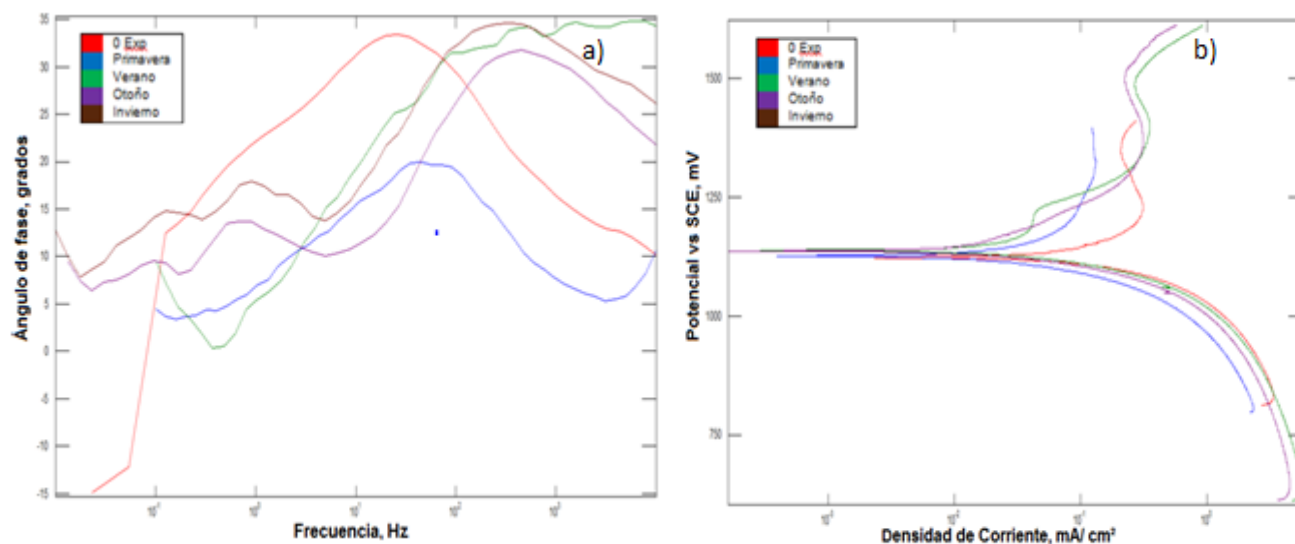 a)
0 Exp
Primavera
Verano
Otoño
Invierno
35
30
25
20
15
10
5
0
-5
-10
-15
Ángulo de fase, grados
Frecuencia, Hz
b)
0 Exp
Primavera
Verano
Otoño
Invierno
1500
1250
1000
750
Potencial vs SCE, mV
Densidad de Corriente, mA/ cm²